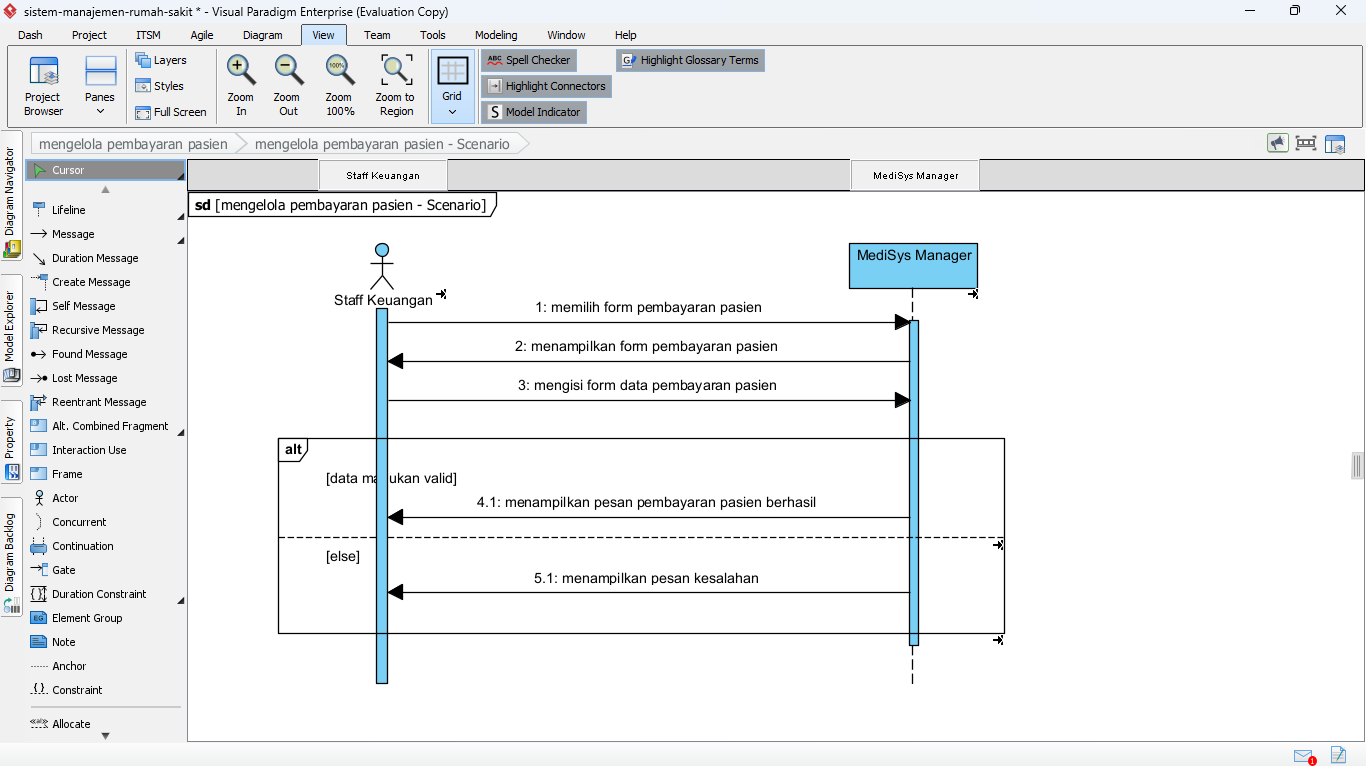 sistem-manajemen-rumah-sakit * - Visual Paradigm Enterprise (Evaluation Copy)
Dash Project ITSM Agile Diagram View Team Tools Modeling Window Help
Project Browser
Panes
Layers
Styles
Full Screen
Zoom In
Zoom Out
100%
Zoom 100%
Zoom to Region
Grid
ABC Spell Checker
Highlight Connectors
S Model Indicator
G Highlight Glossary Terms
mengelola pembayaran pasien
mengelola pembayaran pasien - Scenario
Diagram Navigator
Model Explorer
Property
Diagram Backlog
Cursor
Lifeline
Message
Duration Message
Create Message
Self Message
Recursive Message
Found Message
Lost Message
Reentrant Message
Alt. Combined Fragment
Interaction Use
Frame
Actor
Concurrent
Continuation
Gate
Duration Constraint
EG Element Group
Note
Anchor
{.} Constraint
Allocate
Staff Keuangan
MediSys Manager
sd [mengelola pembayaran pasien - Scenario]
MediSys Manager
Staff Keuangan
1: memilih form pembayaran pasien
2: menampilkan form pembayaran pasien
3: mengisi form data pembayaran pasien
alt
[data ma ukan valid]
4.1: menampilkan pesan pembayaran pasien berhasil
[else]
5.1: menampilkan pesan kesalahan
1